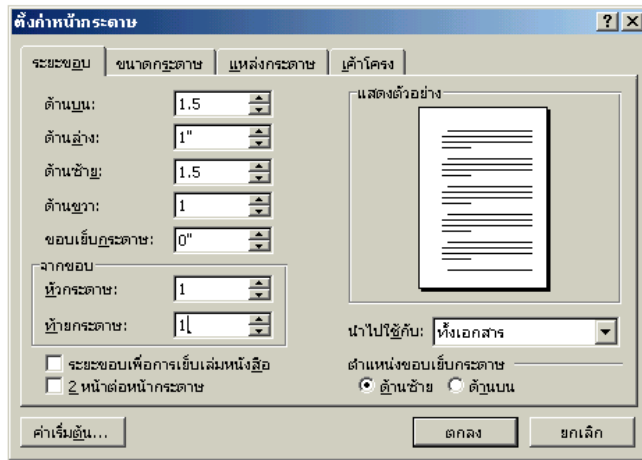 ตั้งค่าหน้ากระดาษ
ระยะขอบ ขนาดกระดาษ แหล่งกระดาษ เค้าโครง
ด้านบน: 1.5
ด้านล่าง: 1"
ด้านซ้าย: 1.5
ด้านขวา: 1
ขอบเย็บกระดาษ: 0"
จากขอบ
หัวกระดาษ: 1
ท้ายกระดาษ: 1
ระยะขอบเพื่อการเย็บเล่มหนังสือ
2 หน้าต่อหน้ากระดาษ
แสดงตัวอย่าง
นำไปใช้กับ: ทั้งเอกสาร
ตำแหน่งขอบเย็บกระดาษ
ด้านซ้าย ด้านบน
ค่าเริ่มต้น... ตกลง ยกเลิก